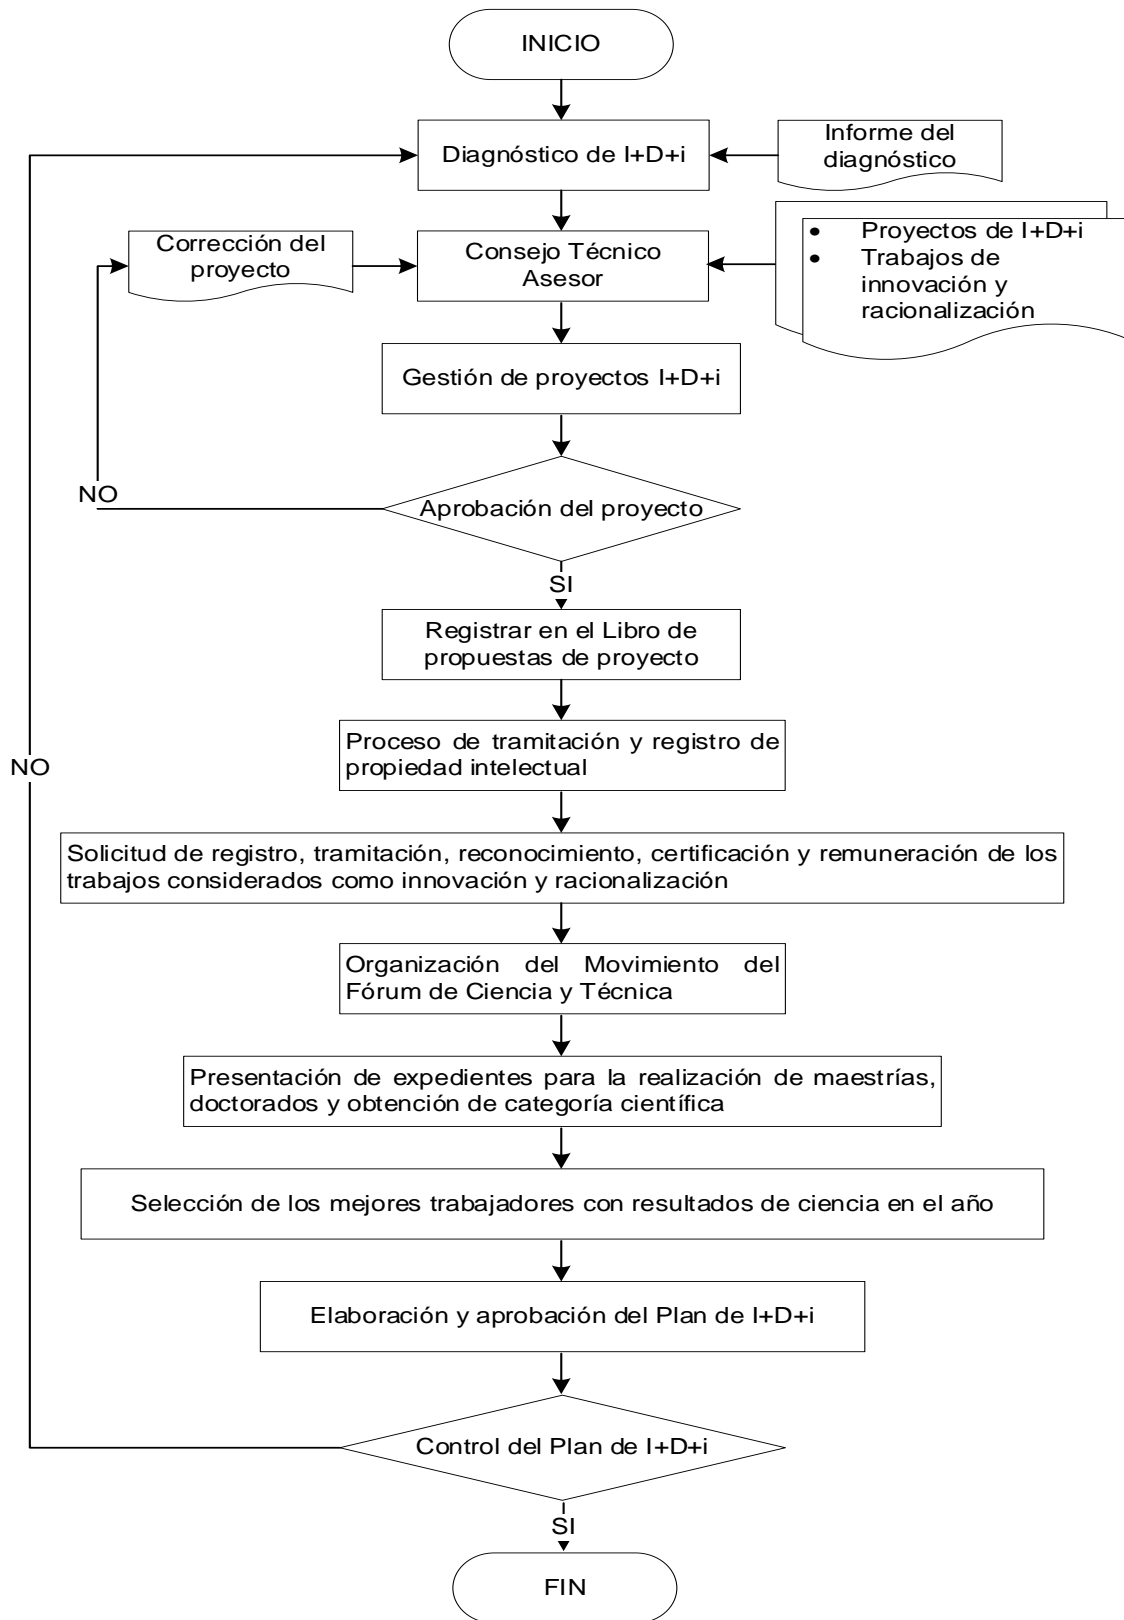 INICIO
Diagnóstico de I+D+i
Informe del
diagnóstico
Corrección del
proyecto
Consejo Técnico
Asesor
• Proyectos de I+D+i
• Trabajos de
innovación y
racionalización
Gestión de proyectos I+D+i
NO
Aprobación del proyecto
SI
Registrar en el Libro de
propuestas de proyecto
Proceso de tramitación y registro de
propiedad intelectual
NO
Solicitud de registro, tramitación, reconocimiento, certificación y remuneración de los
trabajos considerados como innovación y racionalización
Organización del Movimiento del
Fórum de Ciencia y Técnica
Presentación de expedientes para la realización de maestrías,
doctorados y obtención de categoría científica
Selección de los mejores trabajadores con resultados de ciencia en el año
Elaboración y aprobación del Plan de I+D+i
Control del Plan de I+D+i
SI
FIN